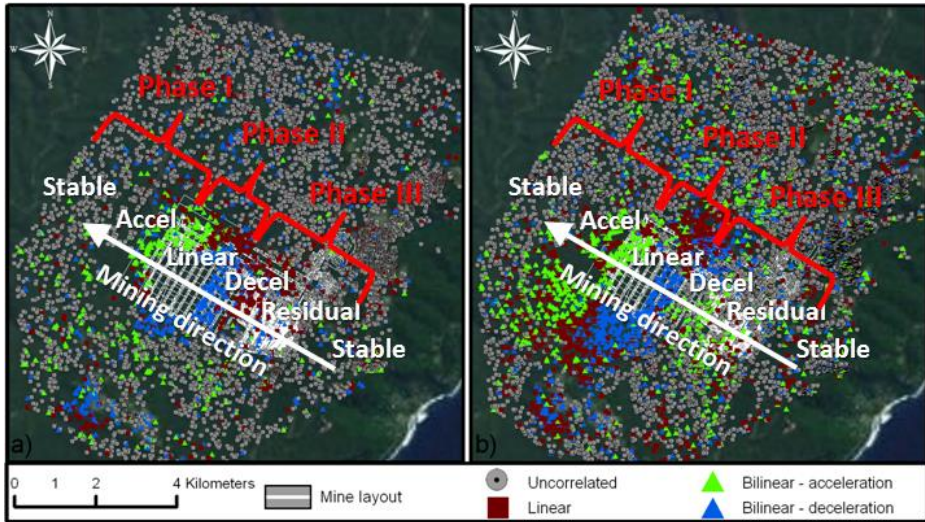 N
W E
S
Phase I
Phase II
Phase III
Stable
Accel
Linear
Decel
Residual
Stable
Mining direction
a)
N
W E
S
Phase I
Phase II
Phase III
Stable
Accel
Linear
Decel
Residual
Stable
Mining direction
b)
0 1 2 4 Kilometers
Mine layout
Uncorrelated
Linear
Bilinear - acceleration
Bilinear - deceleration